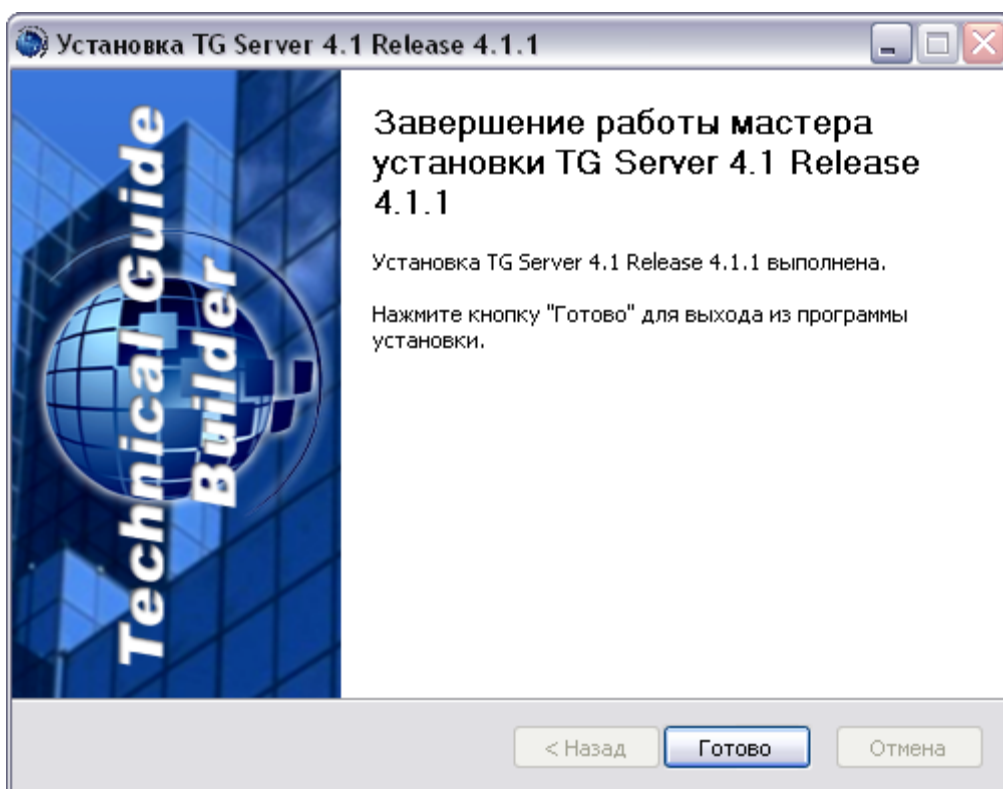 Установка TG Server 4.1 Release 4.1.1
Technical Guide
Builder
Завершение работы мастера
установки TG Server 4.1 Release
4.1.1
Установка TG Server 4.1 Release 4.1.1 выполнена.
Нажмите кнопку "Готово" для выхода из программы
установки.
< Назад
Готово
Отмена